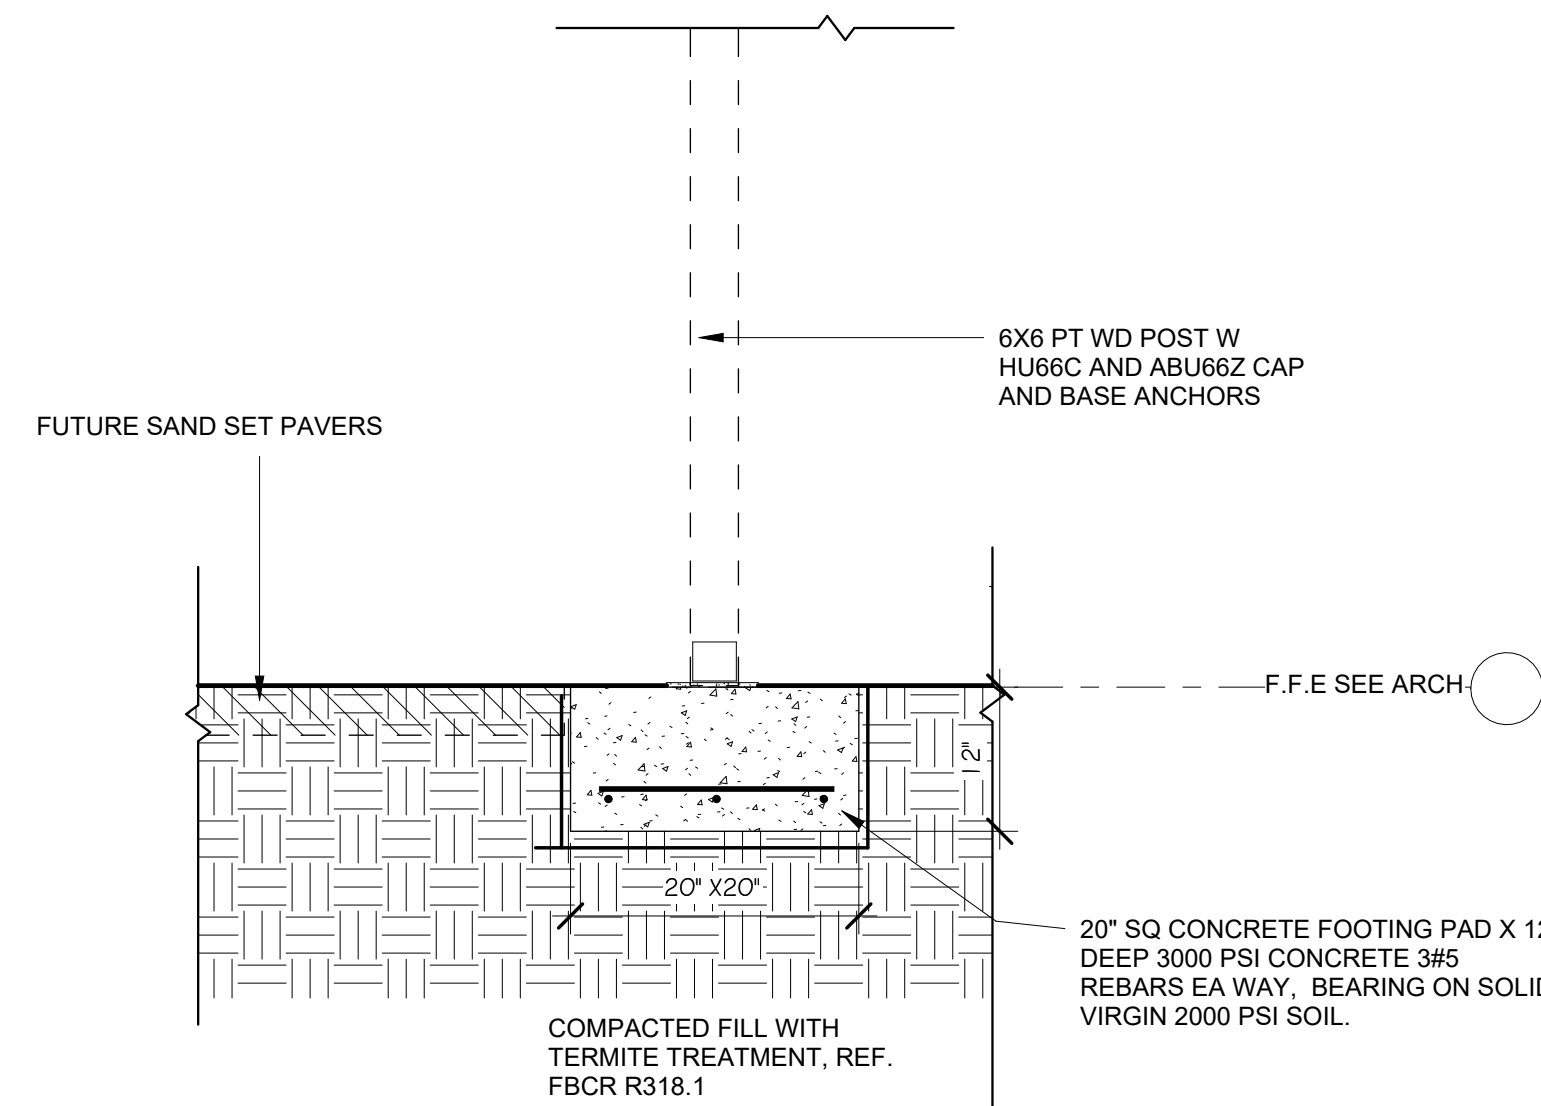 6X6 PT WD POST W
HU66C AND ABU66Z CAP
AND BASE ANCHORS
FUTURE SAND SET PAVERS
F.F.E SEE ARCH
12"
20" X20"
20" SQ CONCRETE FOOTING PAD X 12
DEEP 3000 PSI CONCRETE 3#5
REBARS EA WAY, BEARING ON SOLID
VIRGIN 2000 PSI SOIL.
COMPACTED FILL WITH
TERMITE TREATMENT, REF.
FBCR R318.1